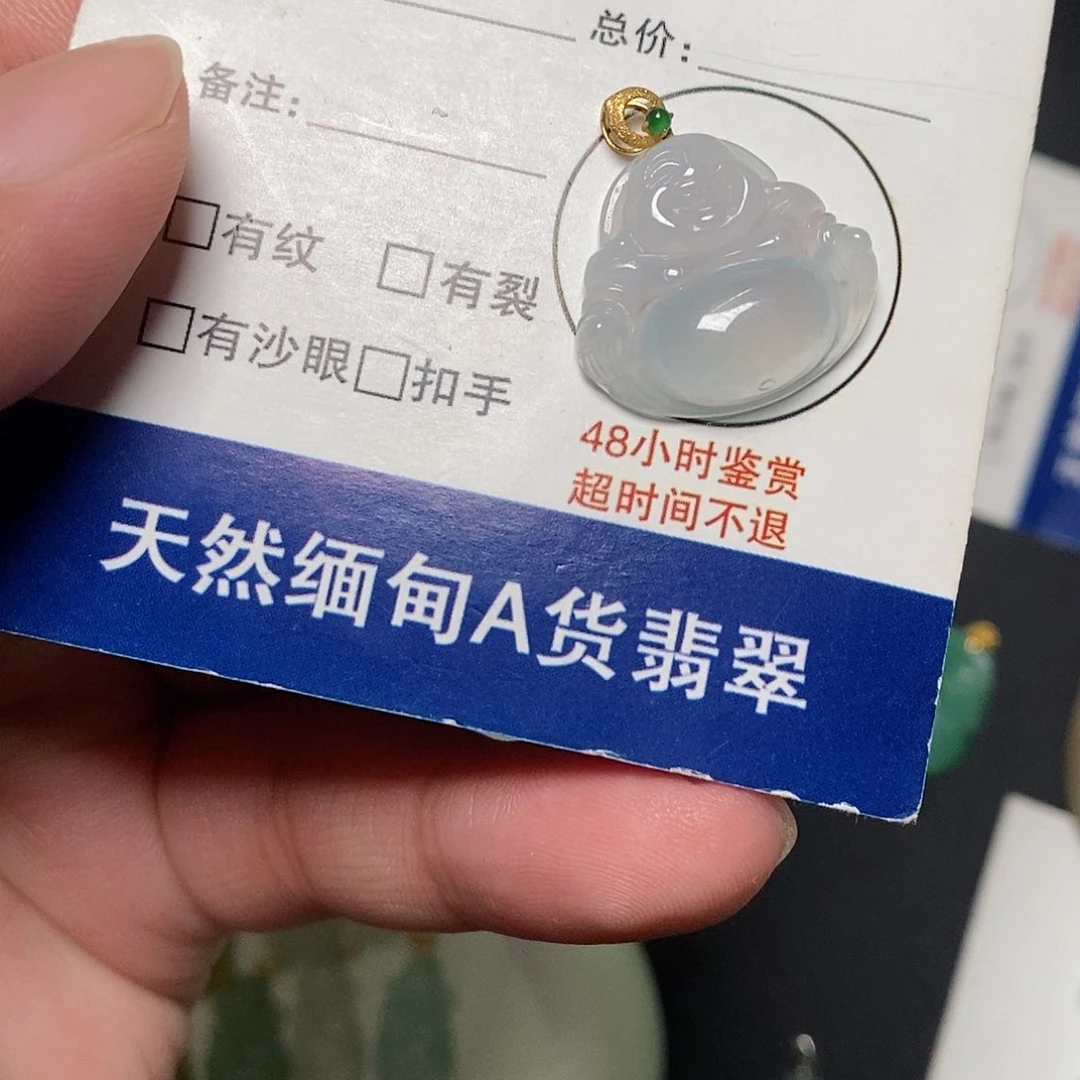 总价:
备注:
□有纹 □有裂
□有沙眼□扣手
48小时鉴赏
超时间不退
天然缅甸A货翡翠